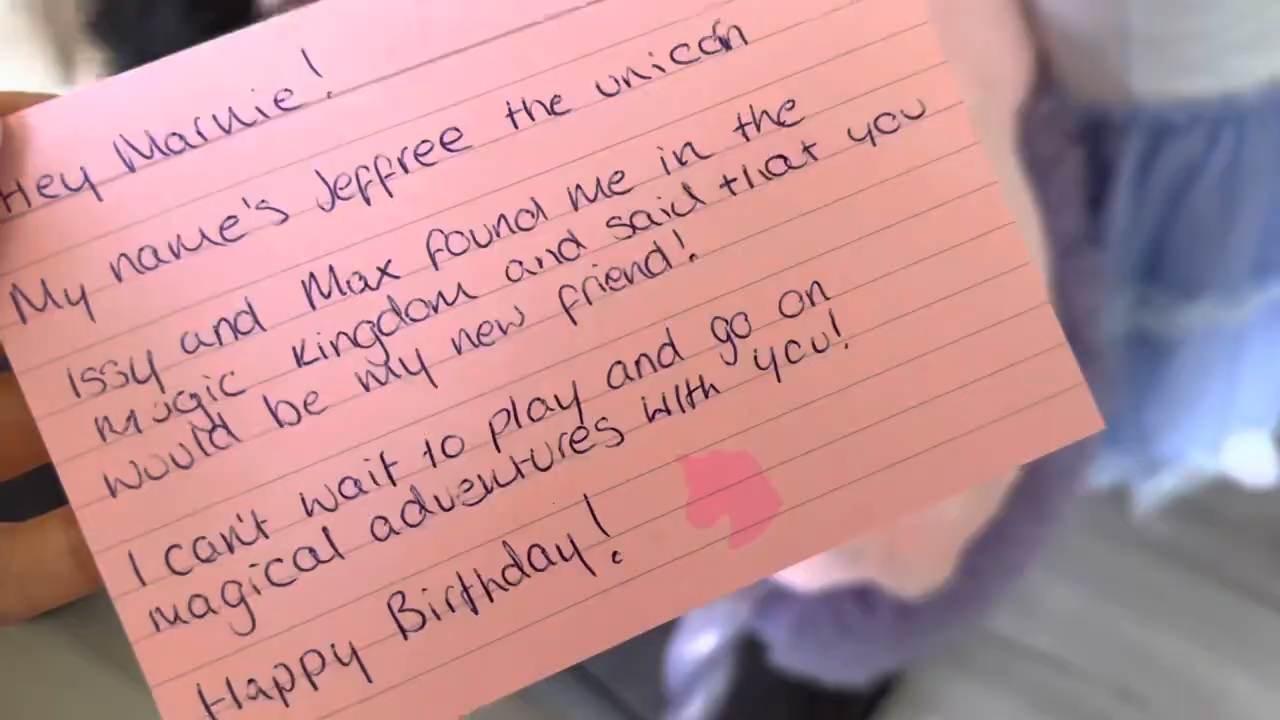 Hey Marnie!
My name's Jeffree the unicon
Issy and Max found me in the
magic kingdom and said that you
would be my new friend!
I can't wait to play and go on
magical adventures with you!
Happy Birthday!